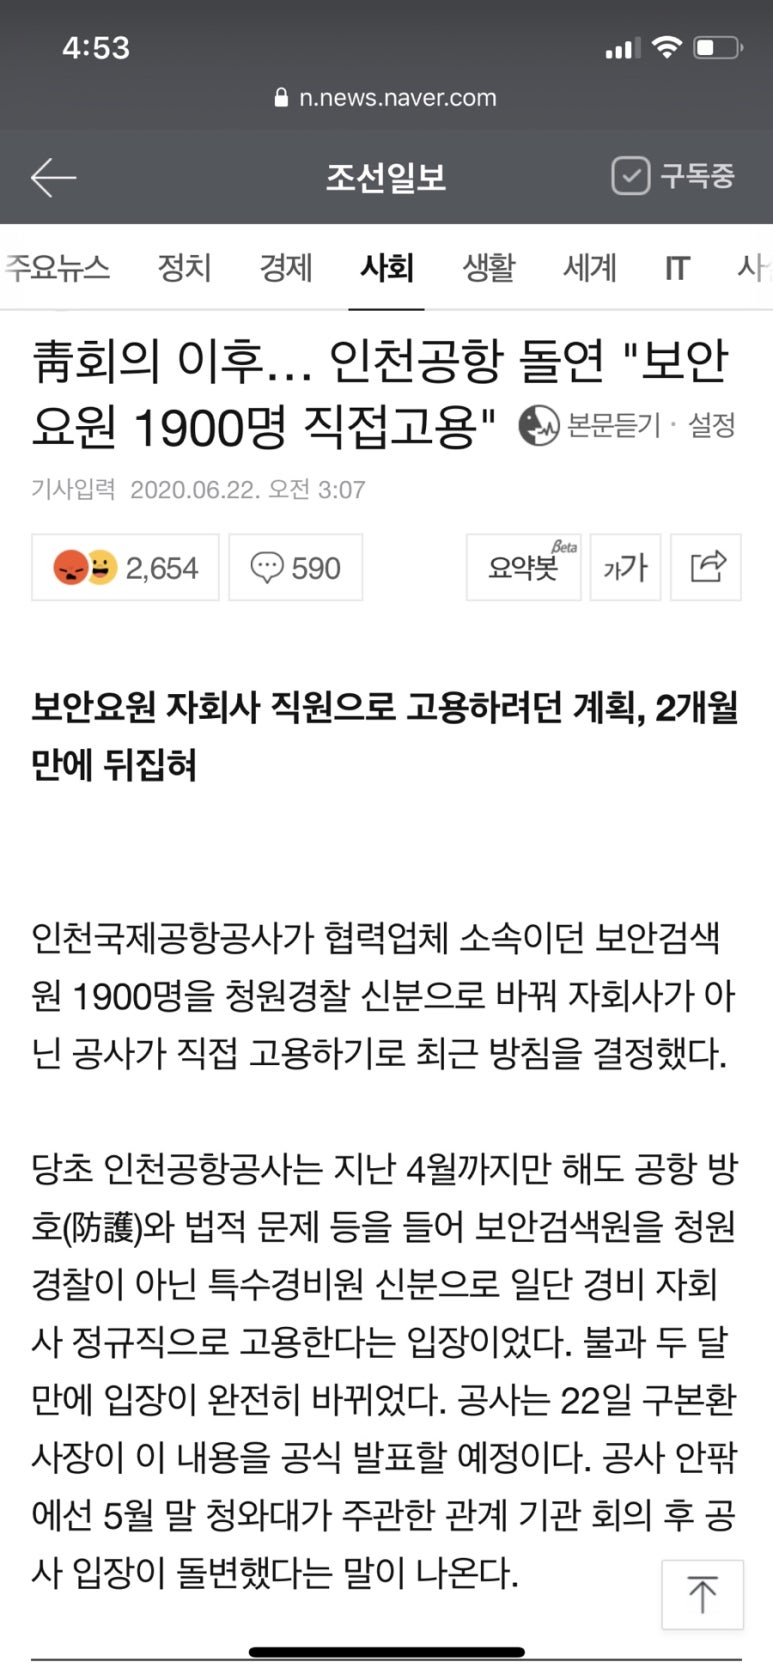 4:53
n.news.naver.com
조선일보
구독중
주요뉴스 정치 경제 사회 생활 세계 IT
靑회의 이후… 인천공항 돌연 "보안
요원 1900명 직접고용" 본문듣기 · 설정
기사입력 2020.06.22. 오전 3:07
2,654 590 요약봇 Beta 가가
보안요원 자회사 직원으로 고용하려던 계획, 2개월
만에 뒤집혀
인천국제공항공사가 협력업체 소속이던 보안검색
원 1900명을 청원경찰 신분으로 바꿔 자회사가 아
닌 공사가 직접 고용하기로 최근 방침을 결정했다.
당초 인천공항공사는 지난 4월까지만 해도 공항 방
호(防護)와 법적 문제 등을 들어 보안검색원을 청원
경찰이 아닌 특수경비원 신분으로 일단 경비 자회
사 정규직으로 고용한다는 입장이었다. 불과 두 달
만에 입장이 완전히 바뀌었다. 공사는 22일 구본환
사장이 이 내용을 공식 발표할 예정이다. 공사 안팎
에선 5월 말 청와대가 주관한 관계 기관 회의 후 공
사 입장이 돌변했다는 말이 나온다.